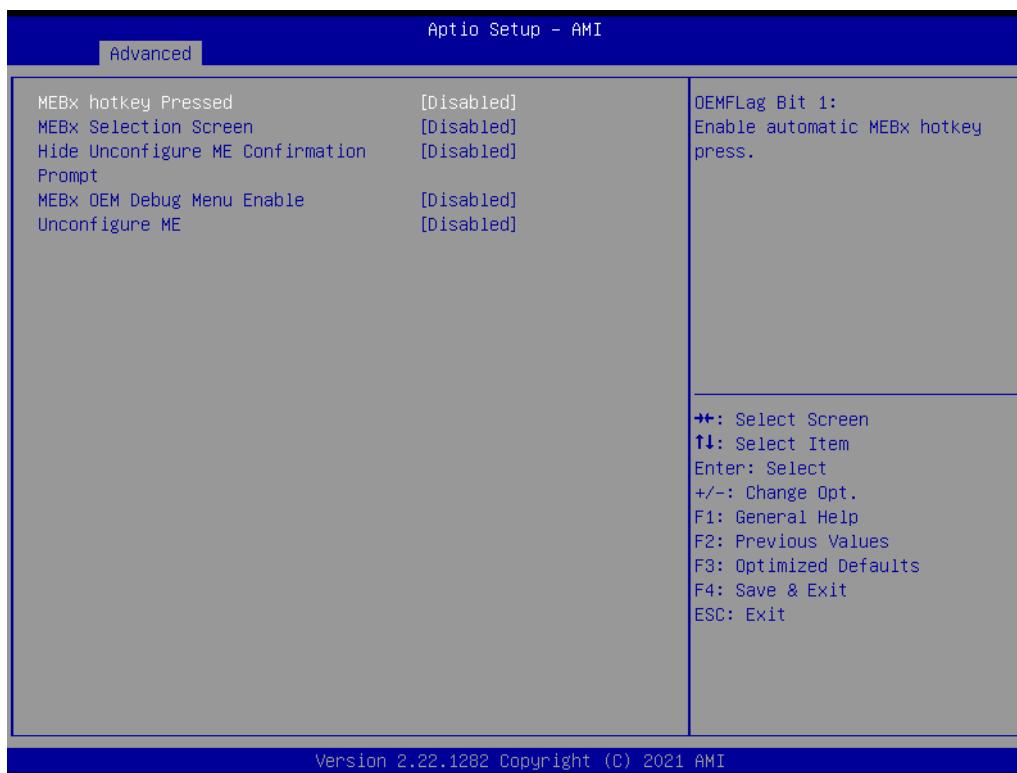 Aptio Setup – AMI
Advanced
MEBx hotkey Pressed [Disabled]
MEBx Selection Screen [Disabled]
Hide Unconfigure ME Confirmation [Disabled]
Prompt
MEBx OEM Debug Menu Enable [Disabled]
Unconfigure ME [Disabled]
OEMFLag Bit 1:
Enable automatic MEBx hotkey
press.
→←: Select Screen
↑↓: Select Item
Enter: Select
+/-: Change Opt.
F1: General Help
F2: Previous Values
F3: Optimized Defaults
F4: Save & Exit
ESC: Exit
Version 2.22.1282 Copyright (C) 2021 AMI